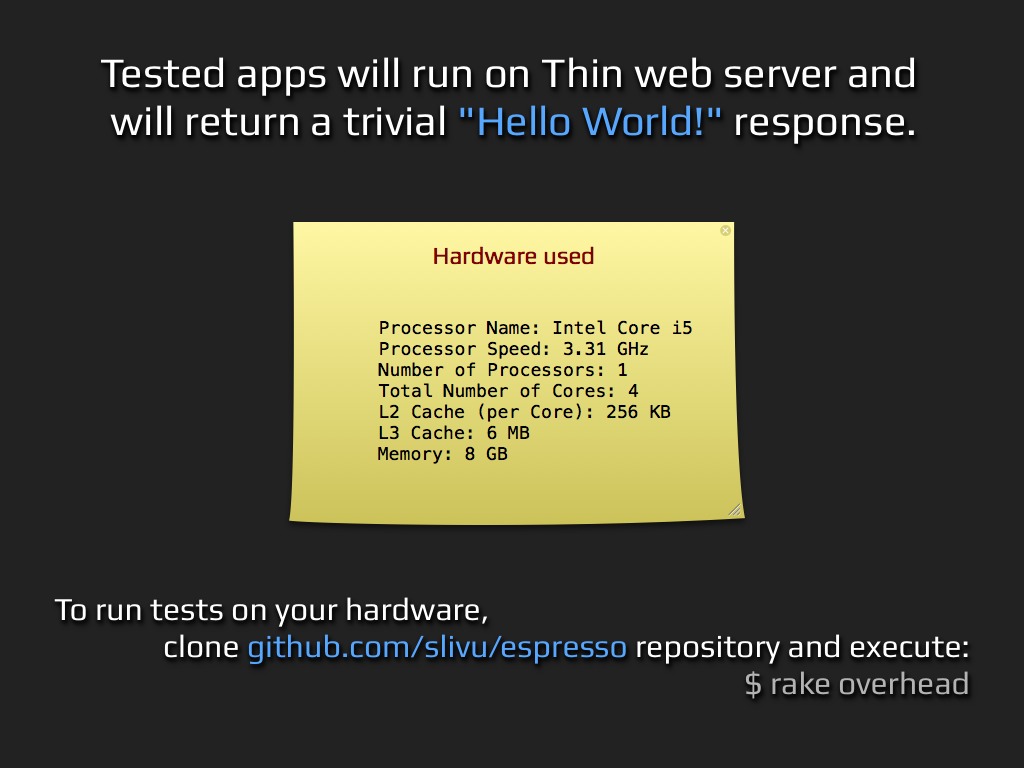 Tested apps will run on Thin web server and
will return a trivial "Hello World!" response.
Hardware used
Processor Name: Intel Core i5
Processor Speed: 3.31 GHz
Number of Processors: 1
Total Number of Cores: 4
L2 Cache (per Core): 256 KB
L3 Cache: 6 MB
Memory: 8 GB
To run tests on your hardware,
clone github.com/slivu/espresso repository and execute:
$ rake overhead